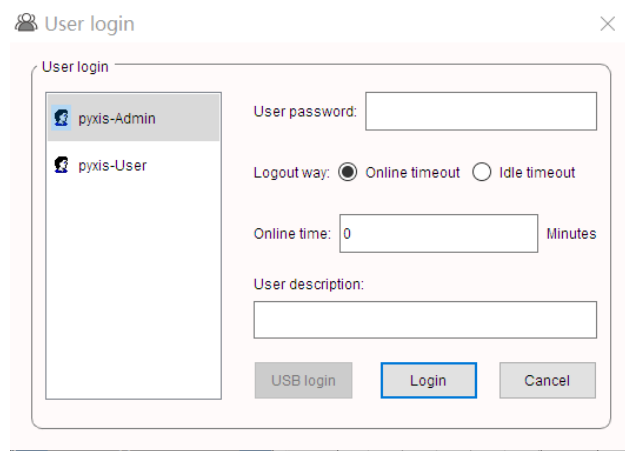 User login
User login
pyxis-Admin
pyxis-User
User password:
Logout way: Online timeout Idle timeout
Online time: 0 Minutes
User description:
USB login Login Cancel